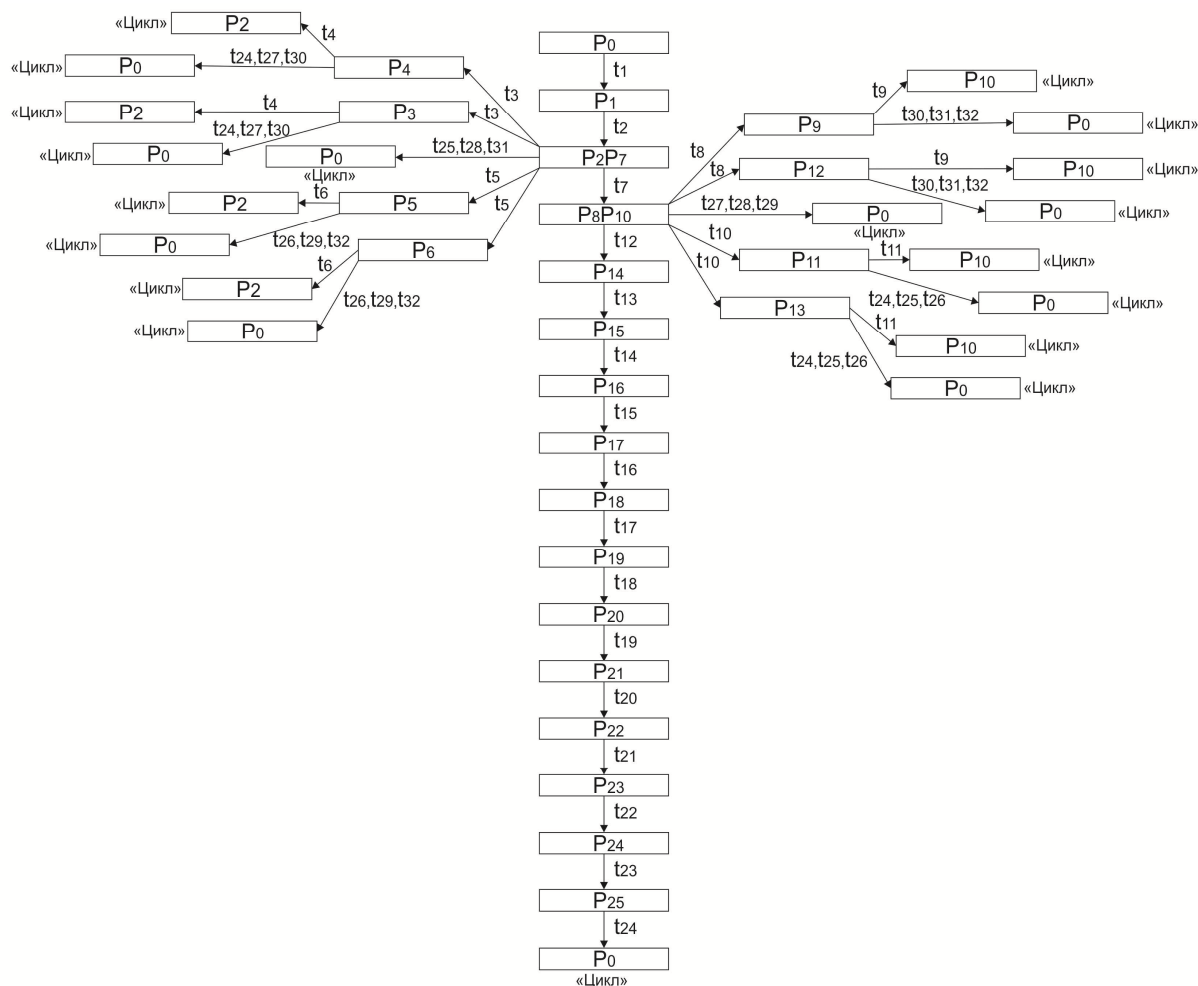 «Цикл» P2
t4
«Цикл» P0
t24,t27,t30
P4
t3
«Цикл» P2
t4
P3
t3
t24,t27,t30
«Цикл» P0
P0
«Цикл»
t25,t28,t31
t5
«Цикл» P2
t6
P5
t5
t26,t29,t32
«Цикл» P0
P6
t6
«Цикл» P2
t26,t29,t32
«Цикл» P0
P0
t1
P1
t2
P2P7
t7
P8P10
t12
P14
t13
P15
t14
P16
t15
P17
t16
P18
t17
P19
t18
P20
t19
P21
t20
P22
t21
P23
t22
P24
t23
P25
t24
P0
«Цикл»
t9
P10 «Цикл»
P9
t30,t31,t32
P0 «Цикл»
t8
t8
P12
t9
P10 «Цикл»
t30,t31,t32
P0 «Цикл»
t27,t28,t29
P0
«Цикл»
t10
P11
t11
P10 «Цикл»
t10
t24,t25,t26
P0 «Цикл»
P13
t11
P10 «Цикл»
t24,t25,t26
P0 «Цикл»